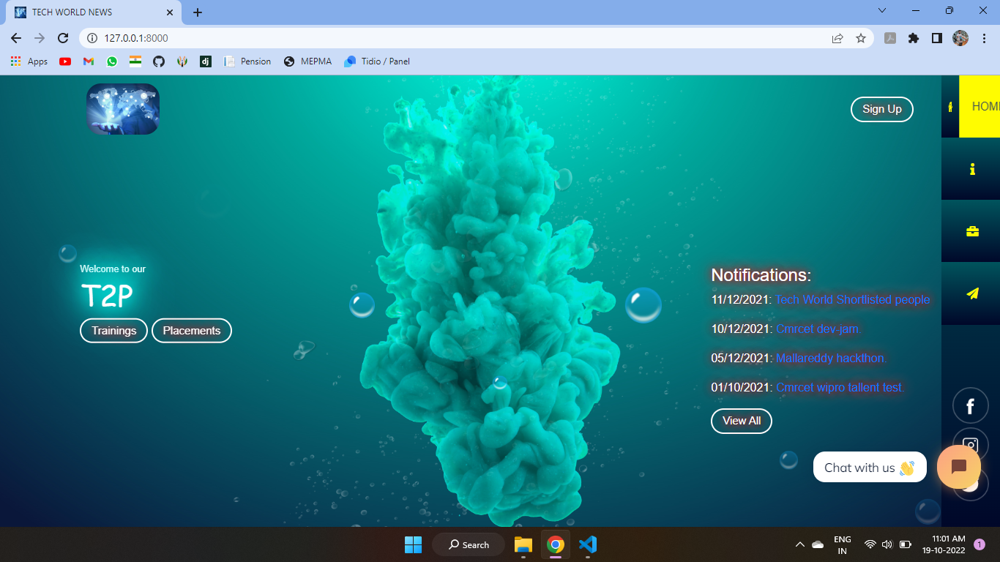 TECH WORLD NEWS
127.0.0.1:8000
Apps
dj
Pension
MEPMA
Tidio / Panel
Sign Up
HOM
Welcome to our
T2P
Trainings
Placements
Notifications:
11/12/2021: Tech World Shortlisted people
10/12/2021: Cmrcet dev-jam.
05/12/2021: Mallareddy hackthon.
01/10/2021: Cmrcet wipro tallent test.
View All
Chat with us 👋
Search
ENG
IN
11:01 AM
19-10-2022
1